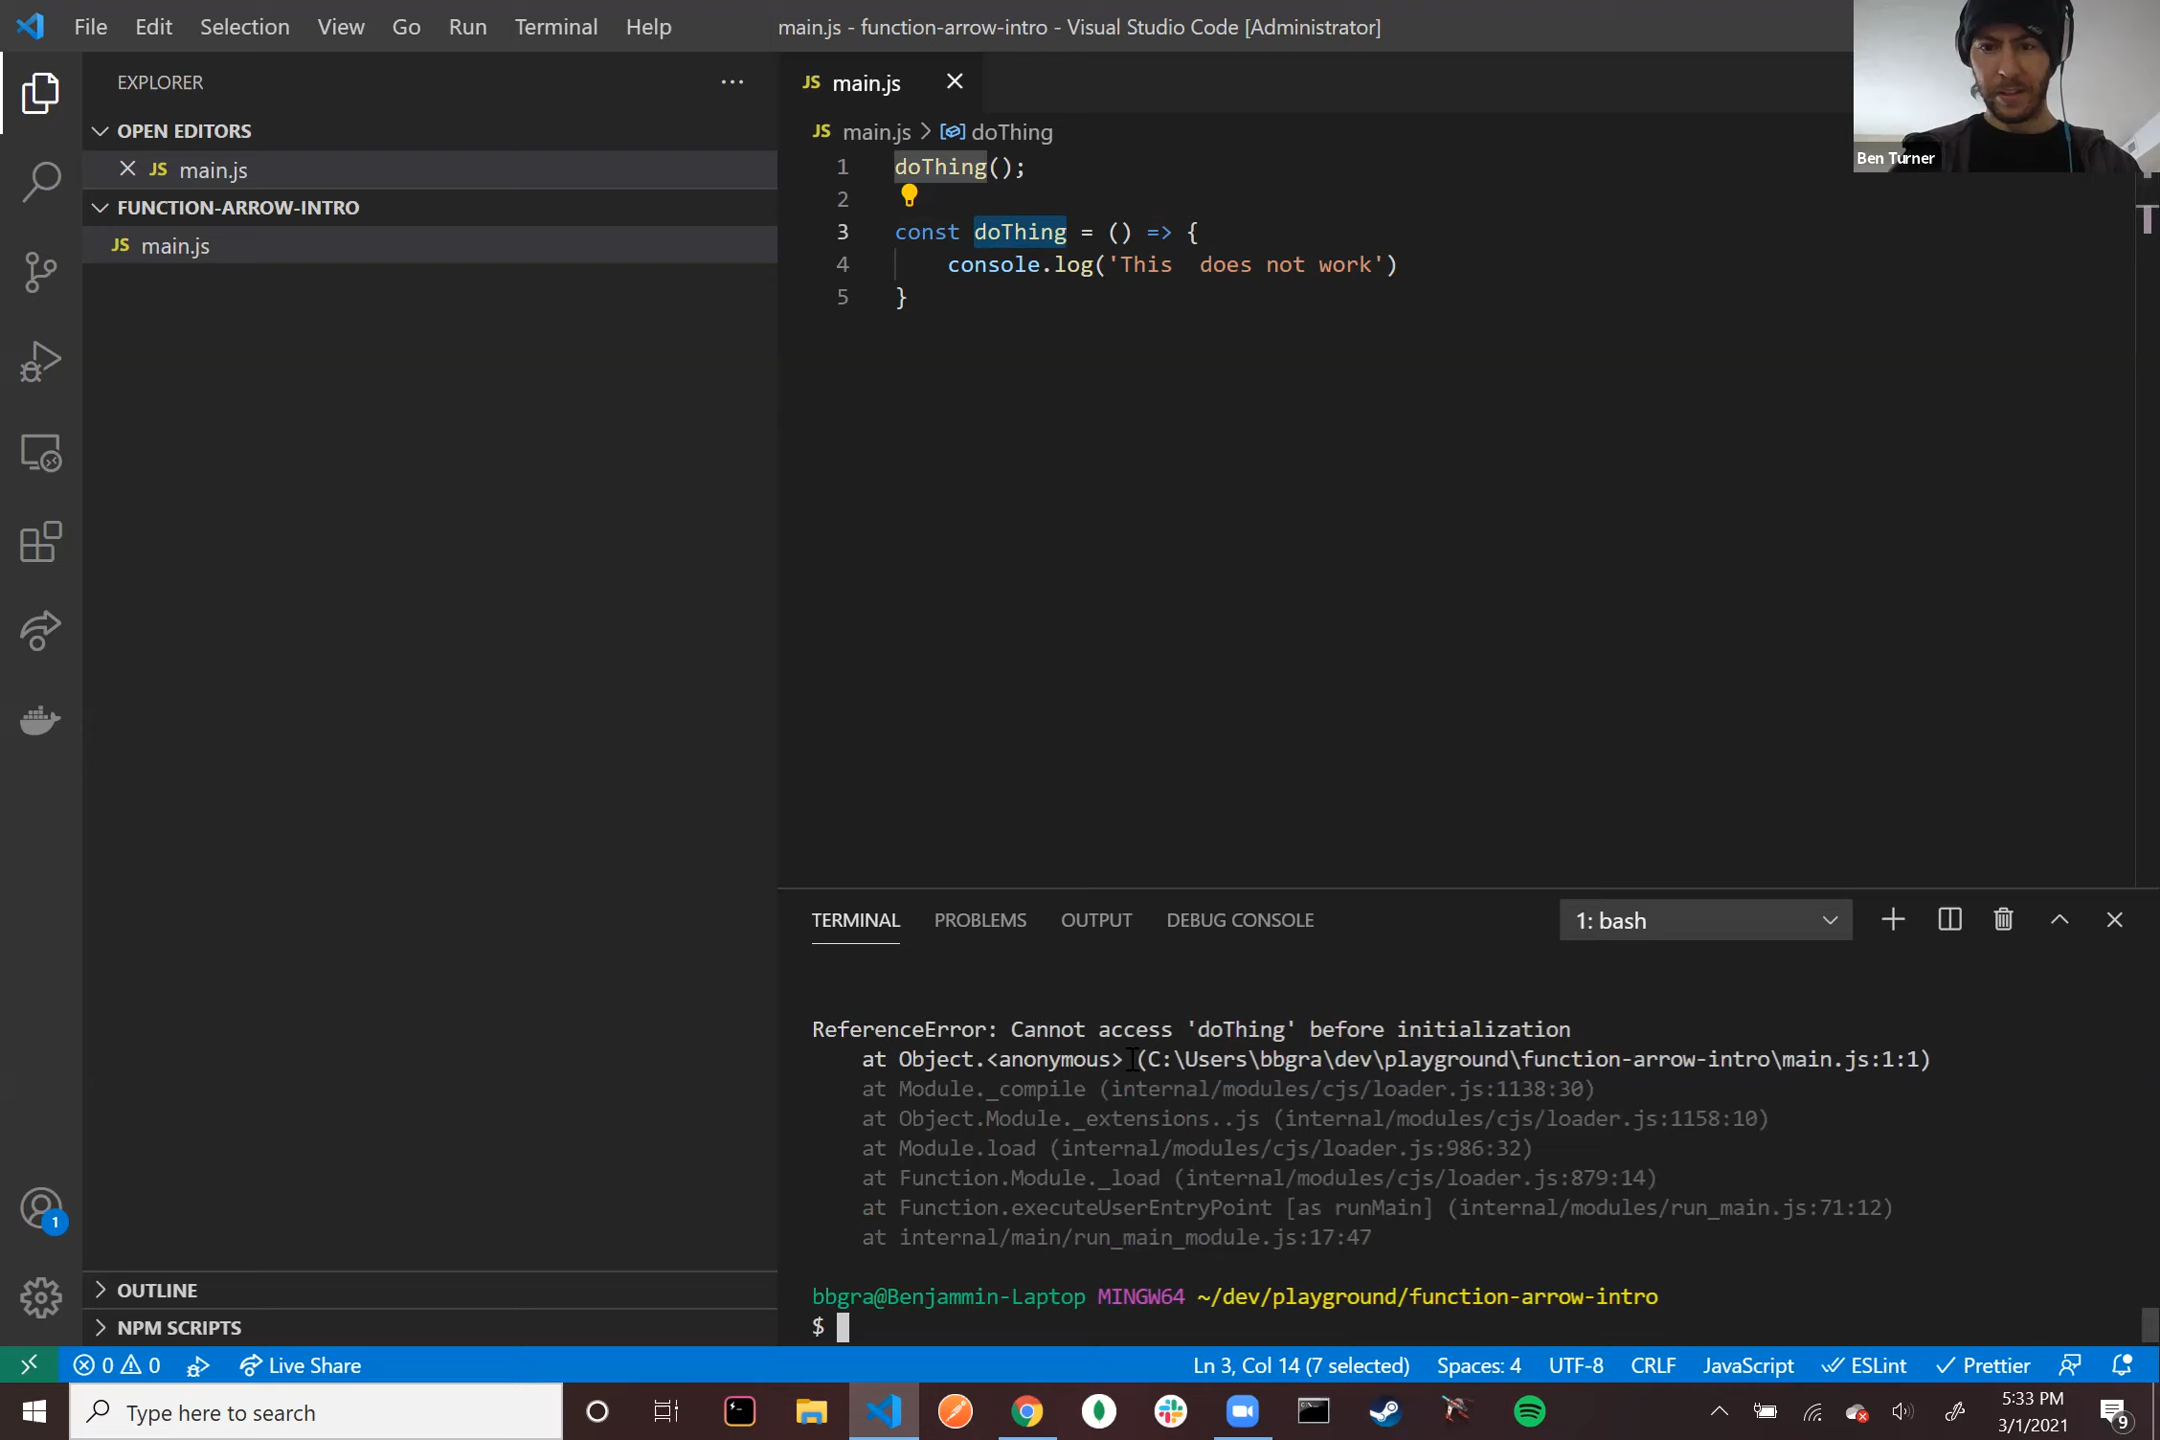 File Edit Selection View Go Run Terminal Help
main.js - function-arrow-intro - Visual Studio Code [Administrator]
Ben Turner
EXPLORER
OPEN EDITORS
JS main.js
FUNCTION-ARROW-INTRO
JS main.js
JS main.js
JS main.js > doThing
1 doThing();
2
3 const doThing = () => {
4 console.log('This  does not work')
5 }
TERMINAL PROBLEMS OUTPUT DEBUG CONSOLE
1: bash
ReferenceError: Cannot access 'doThing' before initialization
at Object.<anonymous> (C:\Users\bbgra\dev\playground\function-arrow-intro\main.js:1:1)
at Module._compile (internal/modules/cjs/loader.js:1138:30)
at Object.Module._extensions..js (internal/modules/cjs/loader.js:1158:10)
at Module.load (internal/modules/cjs/loader.js:986:32)
at Function.Module._load (internal/modules/cjs/loader.js:879:14)
at Function.executeUserEntryPoint [as runMain] (internal/modules/run_main.js:71:12)
at internal/main/run_main_module.js:17:47
bbgra@Benjammin-Laptop MINGW64 ~/dev/playground/function-arrow-intro
$
1
OUTLINE
NPM SCRIPTS
0 0 Live Share
Ln 3, Col 14 (7 selected) Spaces: 4 UTF-8 CRLF JavaScript ESLint Prettier
Type here to search
5:33 PM
3/1/2021
9